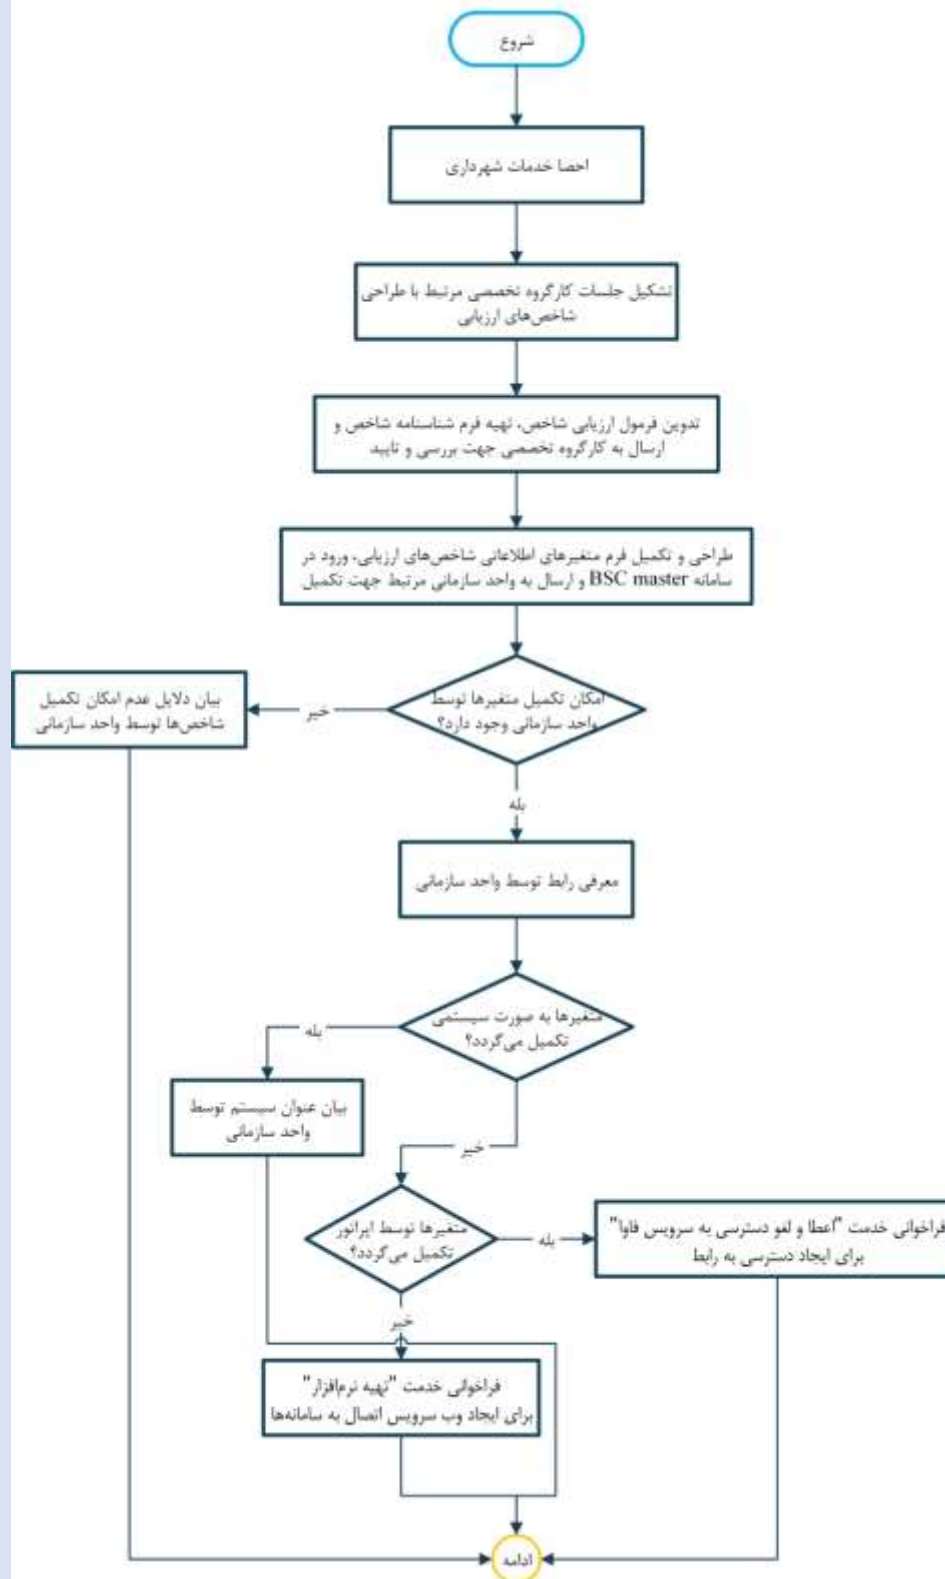 شروع
احصا خدمات شهرداری
تشکیل جلسات کارگروه تخصصی مرتبط با طراحی
شاخص‌های ارزیابی
تدوین فرمول ارزیابی شاخص، تهیه فرم شناسنامه شاخص و
ارسال به کارگروه تخصصی جهت بررسی و تایید
طراحی و تکمیل فرم متغیرهای اطلاعاتی شاخص‌های ارزیابی، ورود در
سامانه BSC master و ارسال به واحد سازمانی مرتبط جهت تکمیل
امکان تکمیل متغیرها توسط
واحد سازمانی وجود دارد؟
خیر
بیان دلایل عدم امکان تکمیل
شاخص‌ها توسط واحد سازمانی
بله
معرفی رابط توسط واحد سازمانی
متغیرها به صورت سیستمی
تکمیل می‌گردد؟
بله
بیان عنوان سیستم توسط
واحد سازمانی
خیر
متغیرها توسط اپراتور
تکمیل می‌گردد؟
بله
فراخوانی خدمت "اعطا و لغو دسترسی به سرویس فاوا"
برای ایجاد دسترسی به رابط
خیر
فراخوانی خدمت "تهیه نرم‌افزار"
برای ایجاد وب سرویس اتصال به سامانه‌ها
ادامه